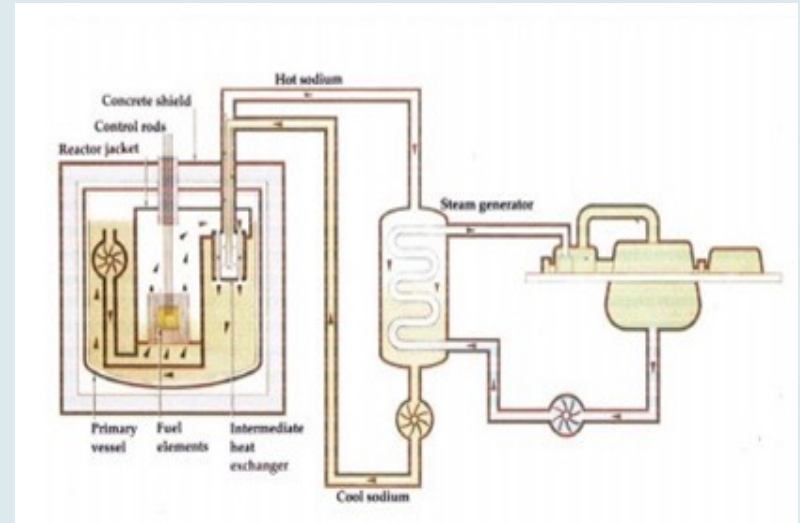 Hot sodium
Concrete shield
Control rods
Reactor jacket
Steam generator
Primary
vessel
Fuel
elements
Intermediate
heat
exchanger
Cool sodium